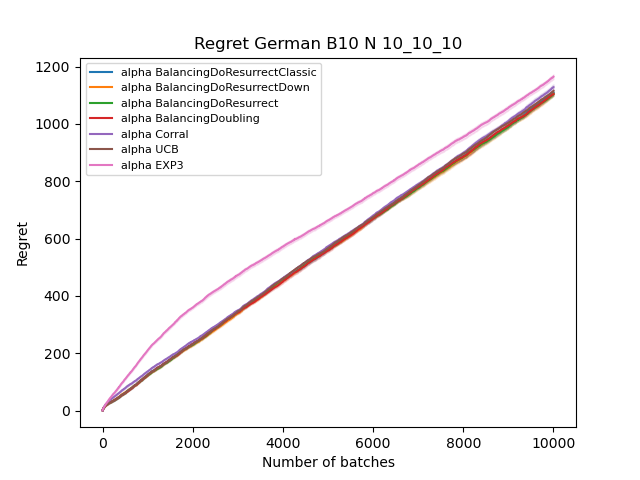 Regret German B10 N 10_10_10
alpha BalancingDoResurrectClassic
alpha BalancingDoResurrectDown
alpha BalancingDoResurrect
alpha BalancingDoubling
alpha Corral
alpha UCB
alpha EXP3
1200
1000
800
600
400
200
0
Regret
0 2000 4000 6000 8000 10000
Number of batches